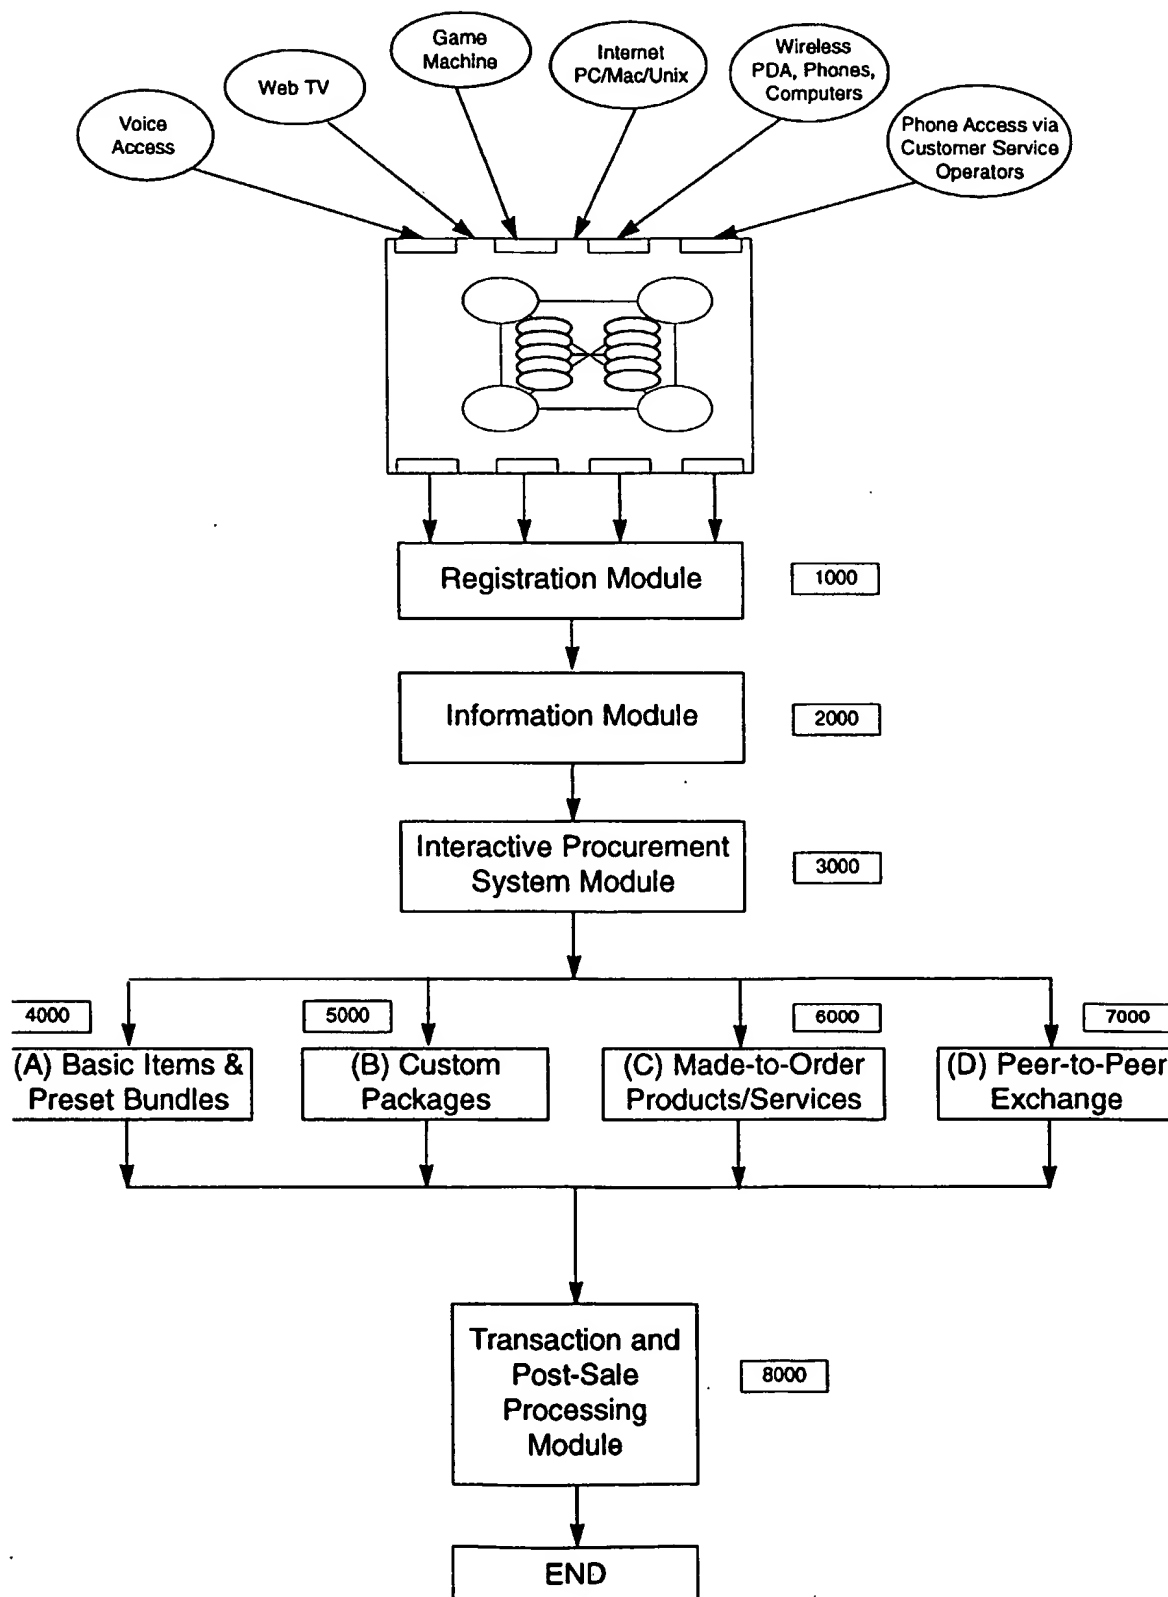 Game
Machine
Internet
PC/Mac/Unix
Wireless
PDA, Phones,
Computers
Web TV
Voice
Access
Phone Access via
Customer Service
Operators
Registration Module
1000
Information Module
2000
Interactive Procurement
System Module
3000
4000
5000
6000
7000
(A) Basic Items &
Preset Bundles
(B) Custom
Packages
(C) Made-to-Order
Products/Services
(D) Peer-to-Peer
Exchange
Transaction and
Post-Sale
Processing
Module
8000
END